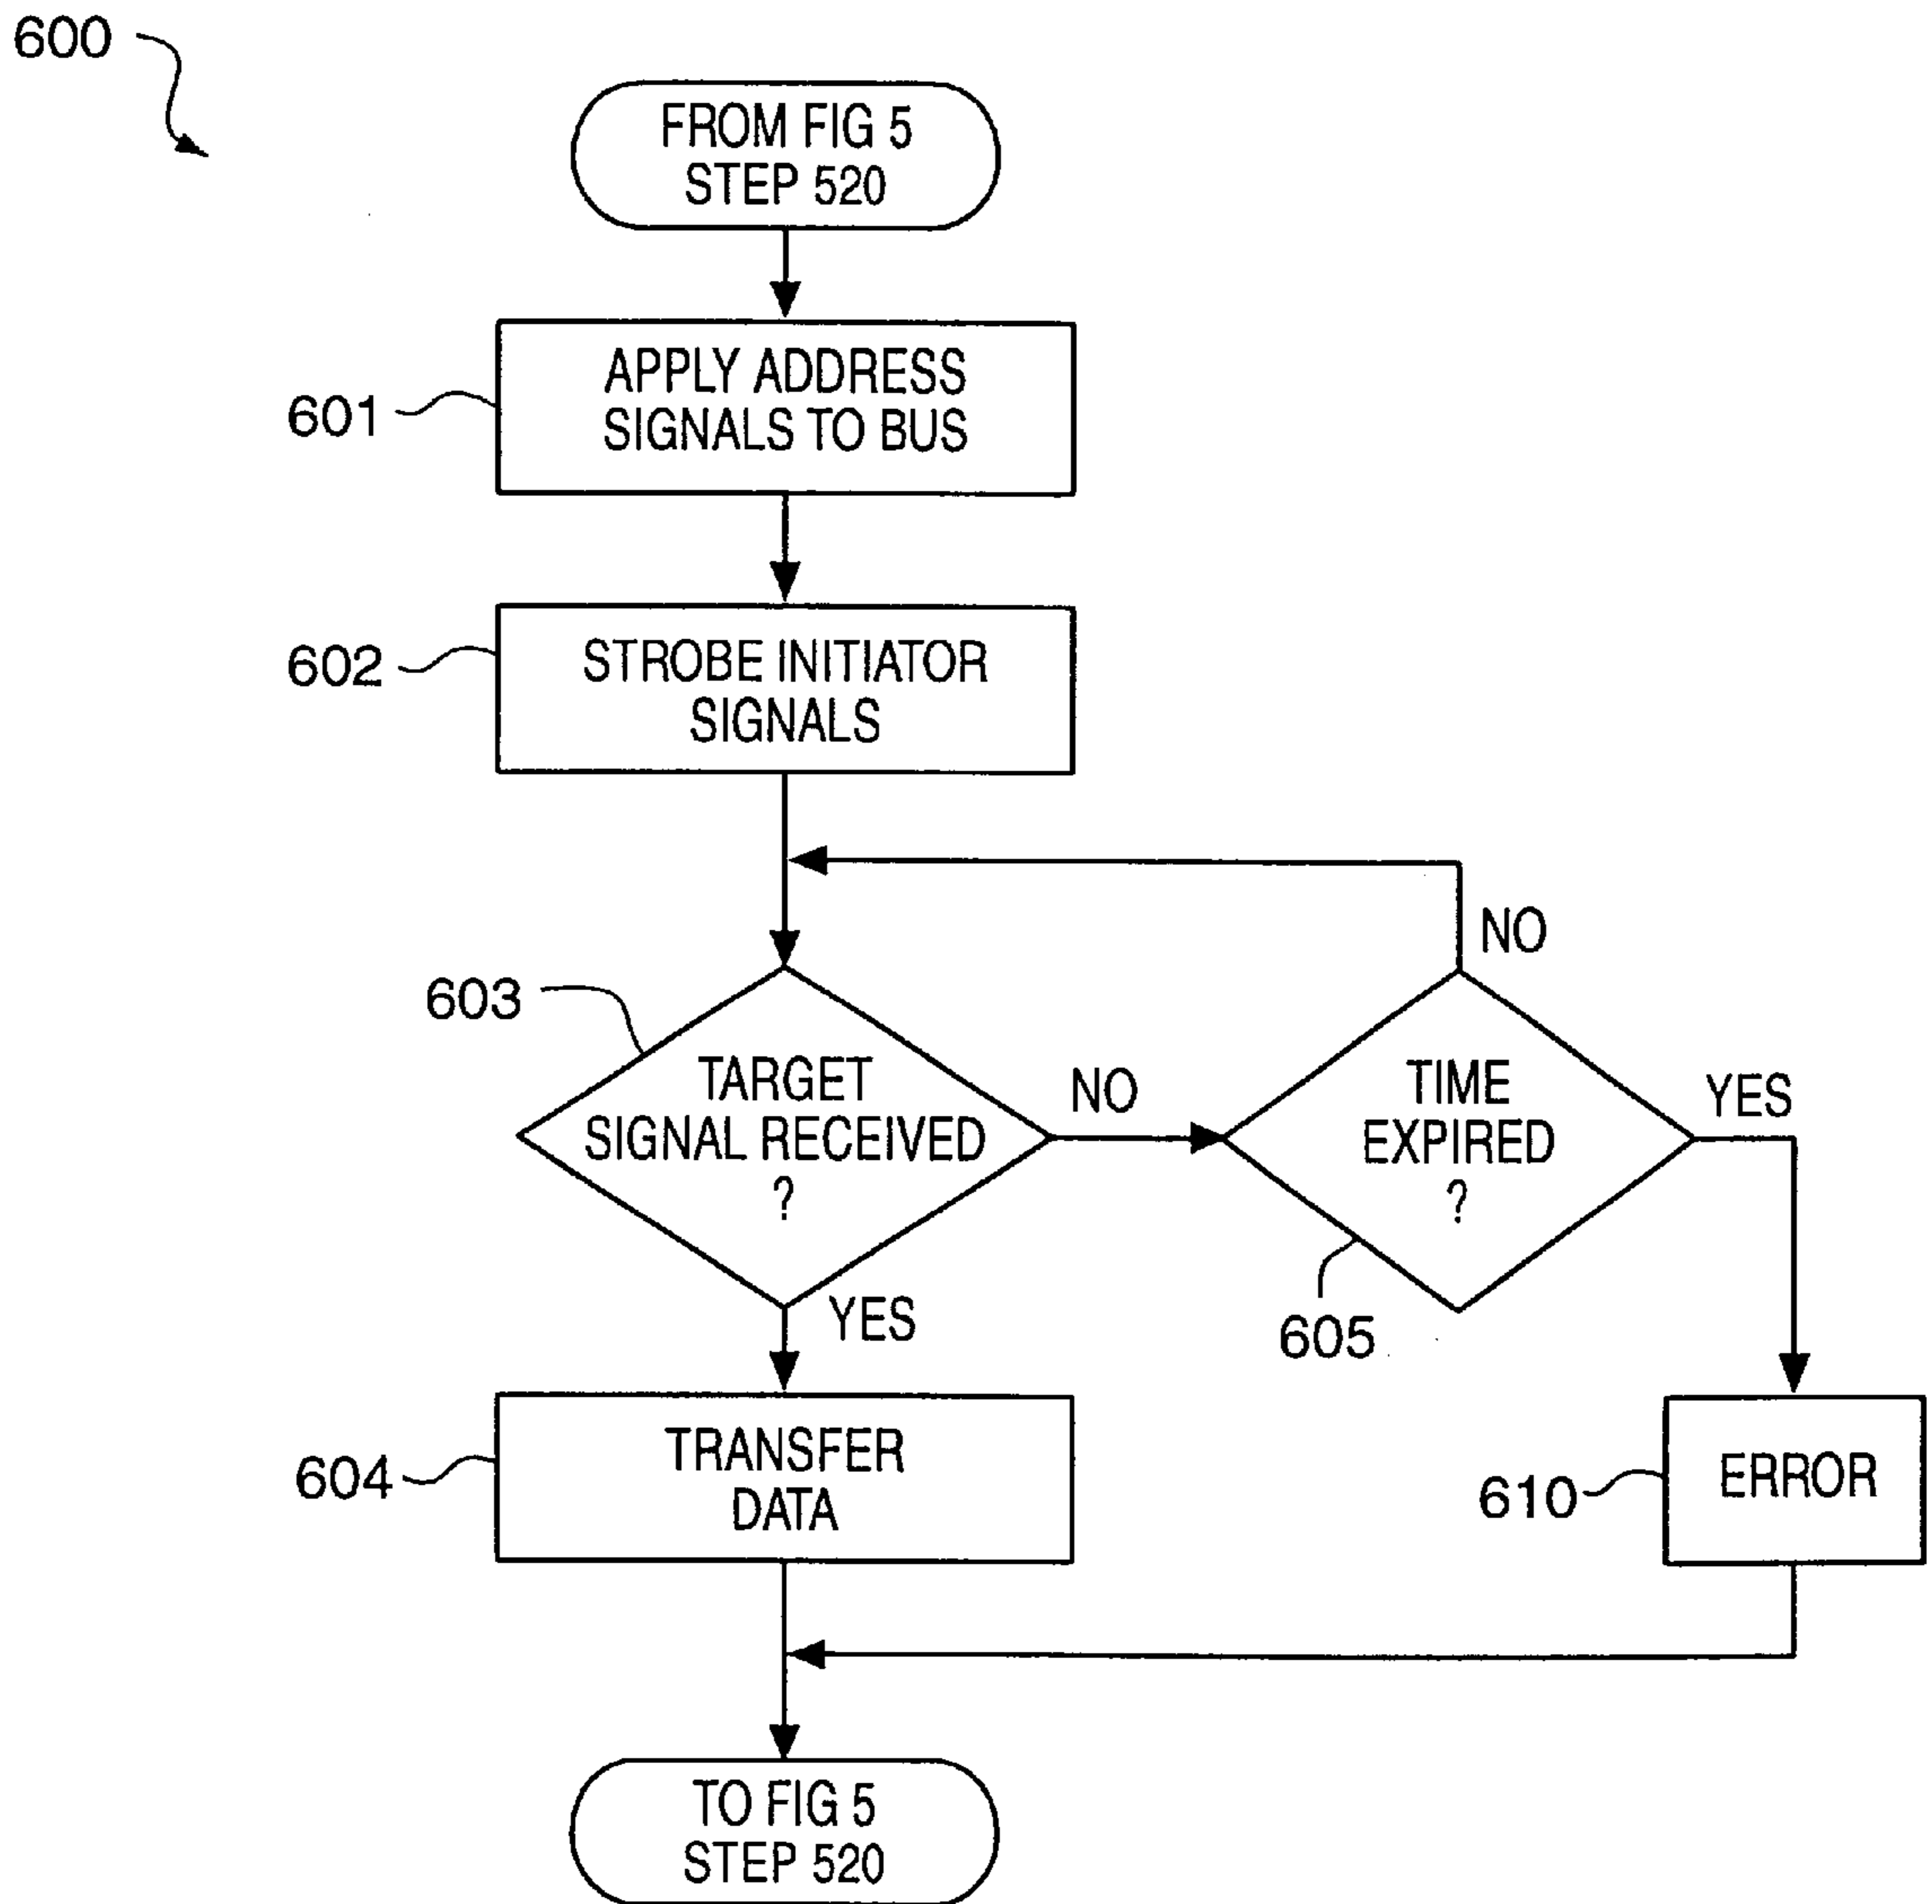 600
FROM FIG 5
STEP 520
601
APPLY ADDRESS
SIGNALS TO BUS
602
STROBE INITIATOR
SIGNALS
NO
603
TARGET
SIGNAL RECEIVED
?
NO
TIME
EXPIRED
?
YES
605
YES
604
TRANSFER
DATA
610
ERROR
TO FIG 5
STEP 520